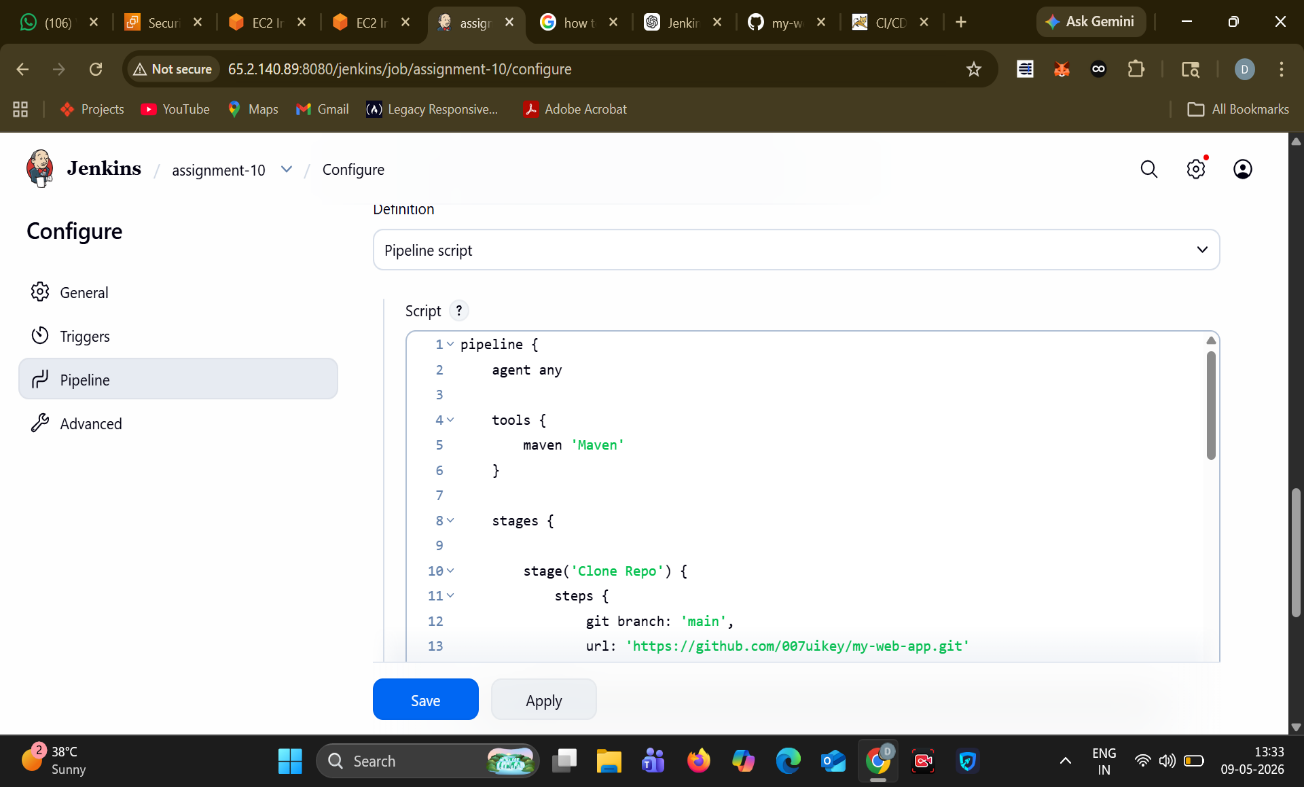 (106)
Securi
EC2 In
EC2 In
assign
how t
Jenkin
my-w
CI/CD
Ask Gemini
Not secure
65.2.140.89:8080/jenkins/job/assignment-10/configure
D
Projects
YouTube
Maps
Gmail
Legacy Responsive...
Adobe Acrobat
All Bookmarks
Jenkins / assignment-10 / Configure
Configure
General
Triggers
Pipeline
Advanced
Definition
Pipeline script
Script ?
1 pipeline {
2 agent any
3
4 tools {
5 maven 'Maven'
6 }
7
8 stages {
9
10 stage('Clone Repo') {
11 steps {
12 git branch: 'main',
13 url: 'https://github.com/007uikey/my-web-app.git'
Save
Apply
2
38°C
Sunny
Search
D
ENG
IN
13:33
09-05-2026